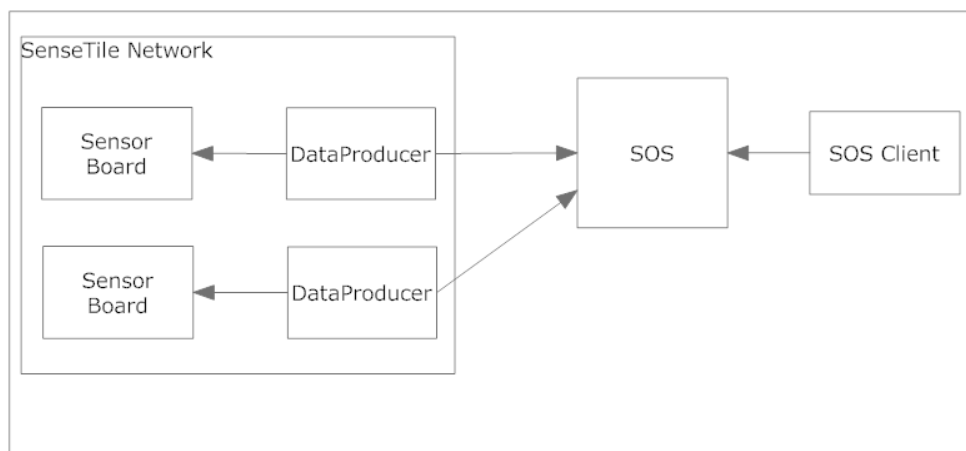 SenseTile Network
Sensor
Board
DataProducer
SOS
SOS Client
Sensor
Board
DataProducer